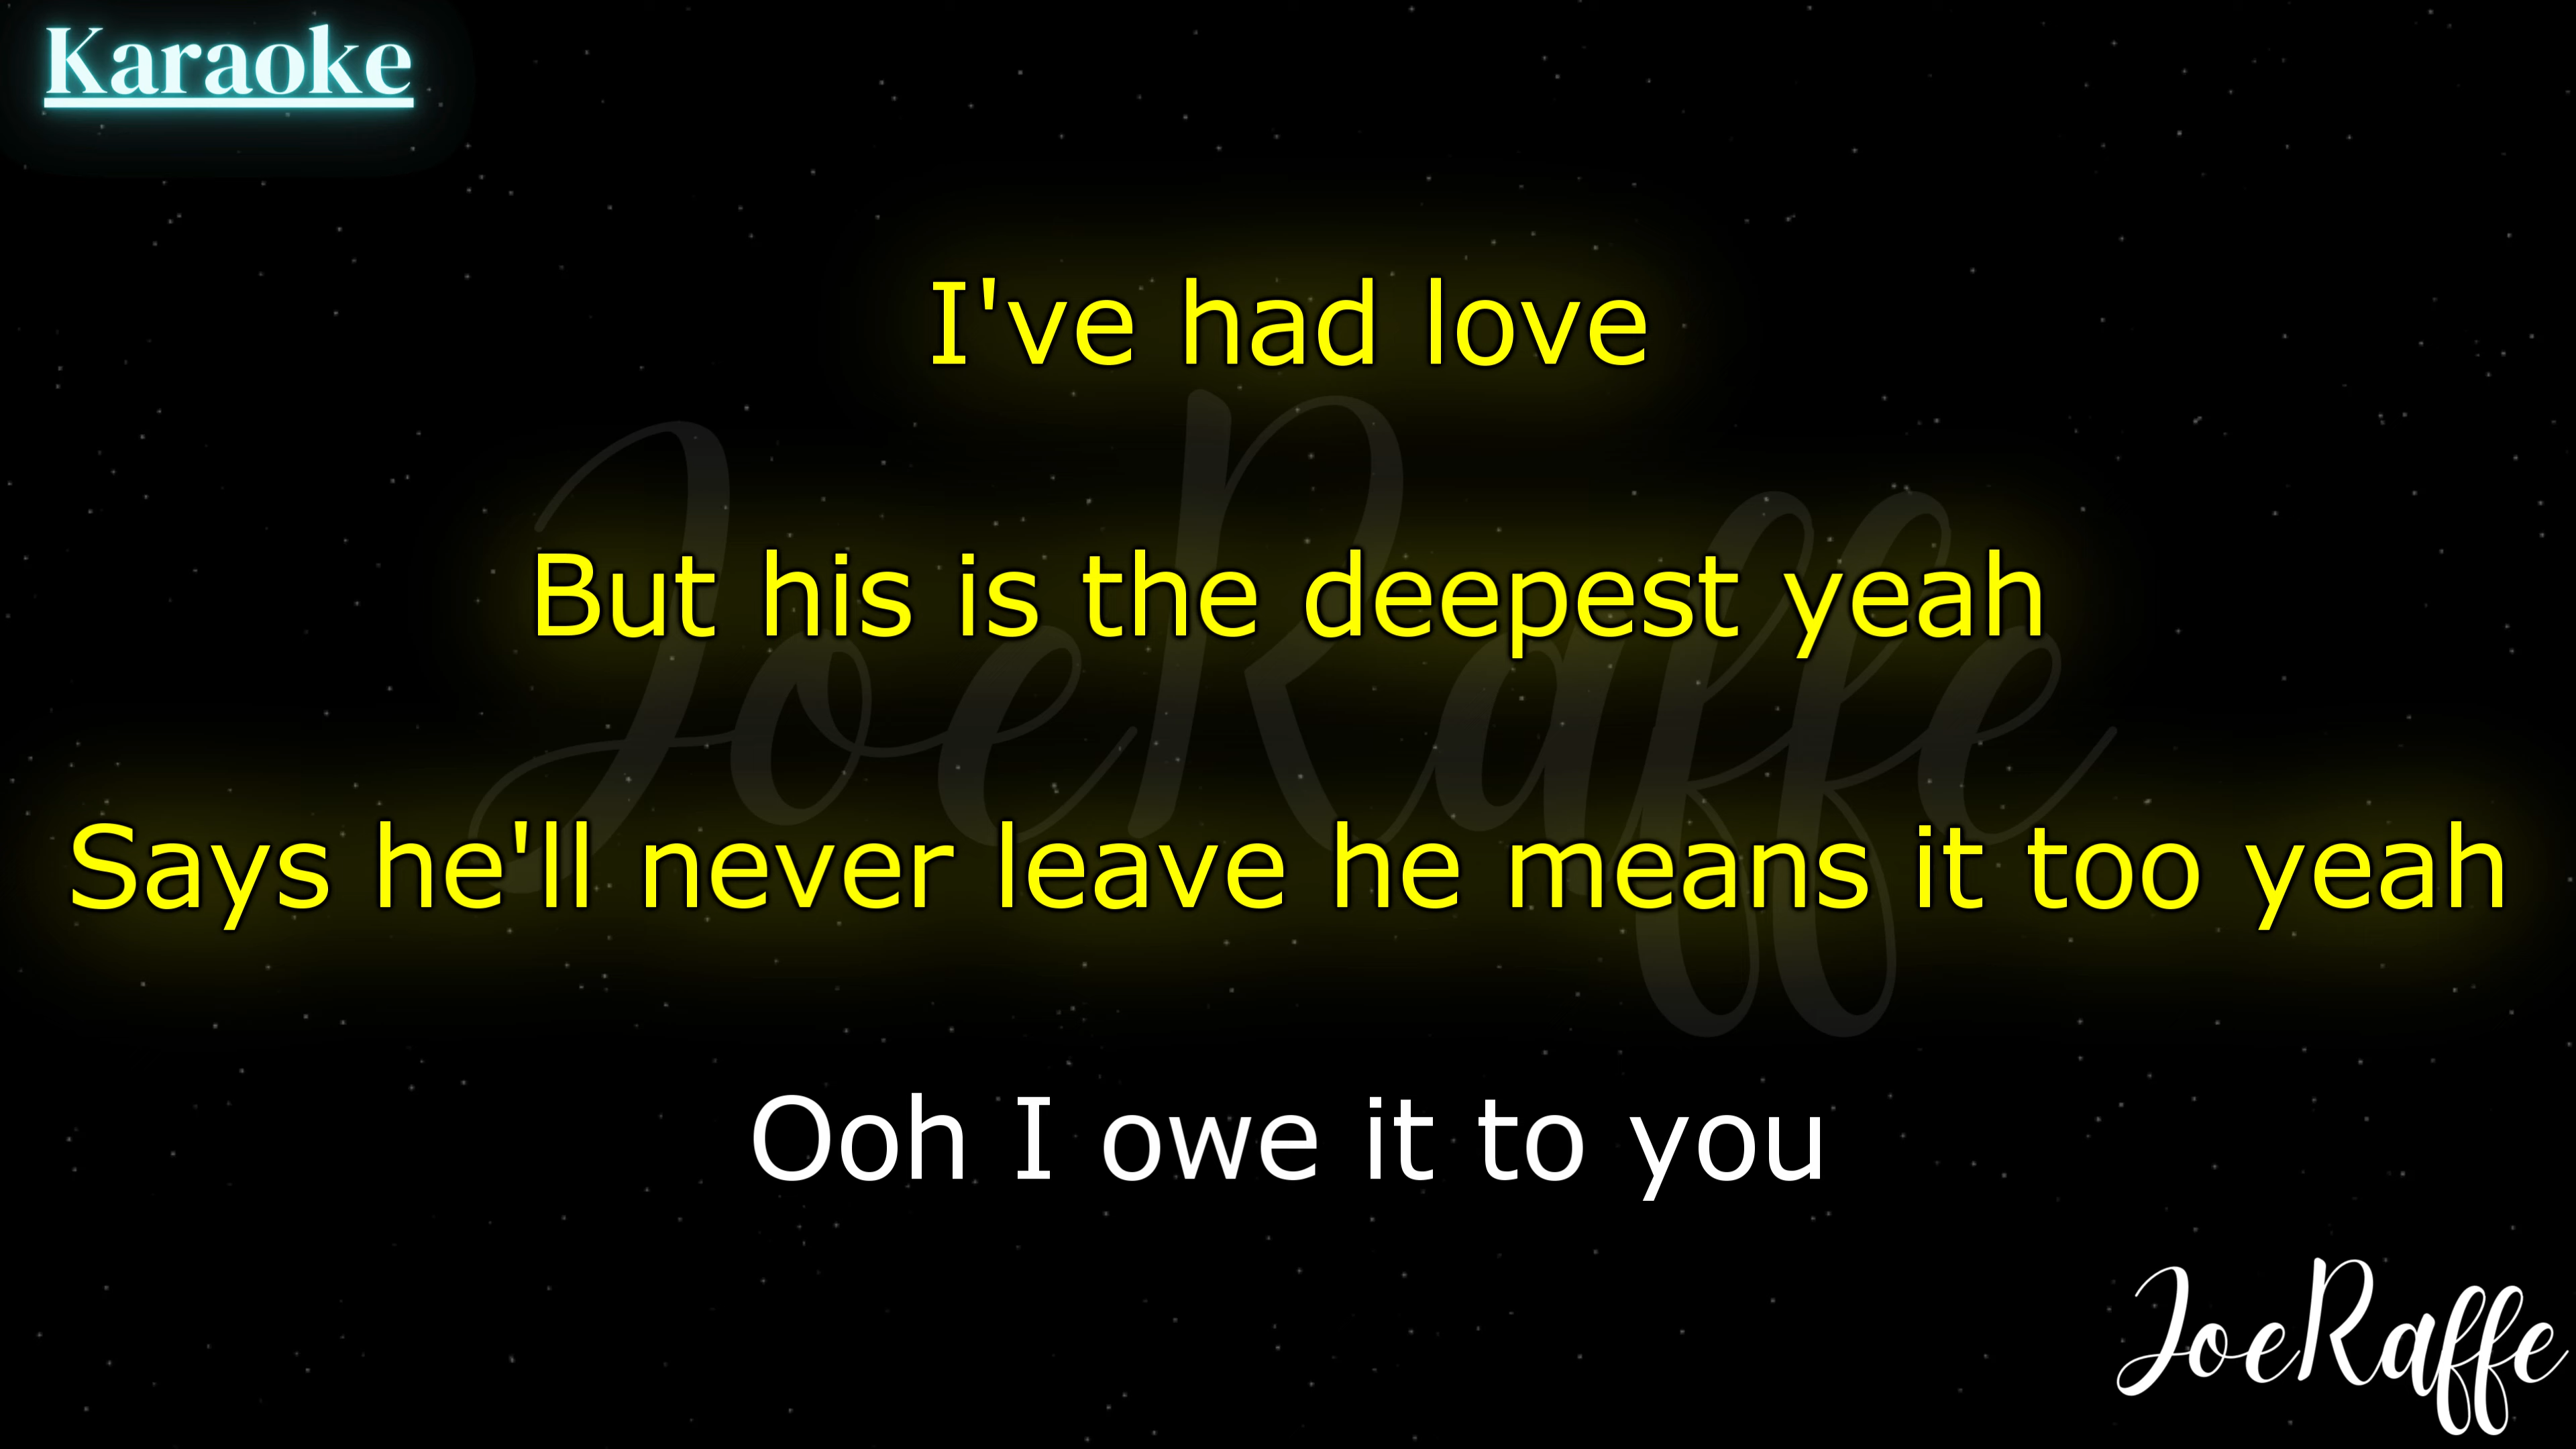 Karaoke
I've had love
But his is the deepest yeah
JoeRaffe
Says he'll never leave he means it too yeah
Ooh I owe it to you
JoeRaffe